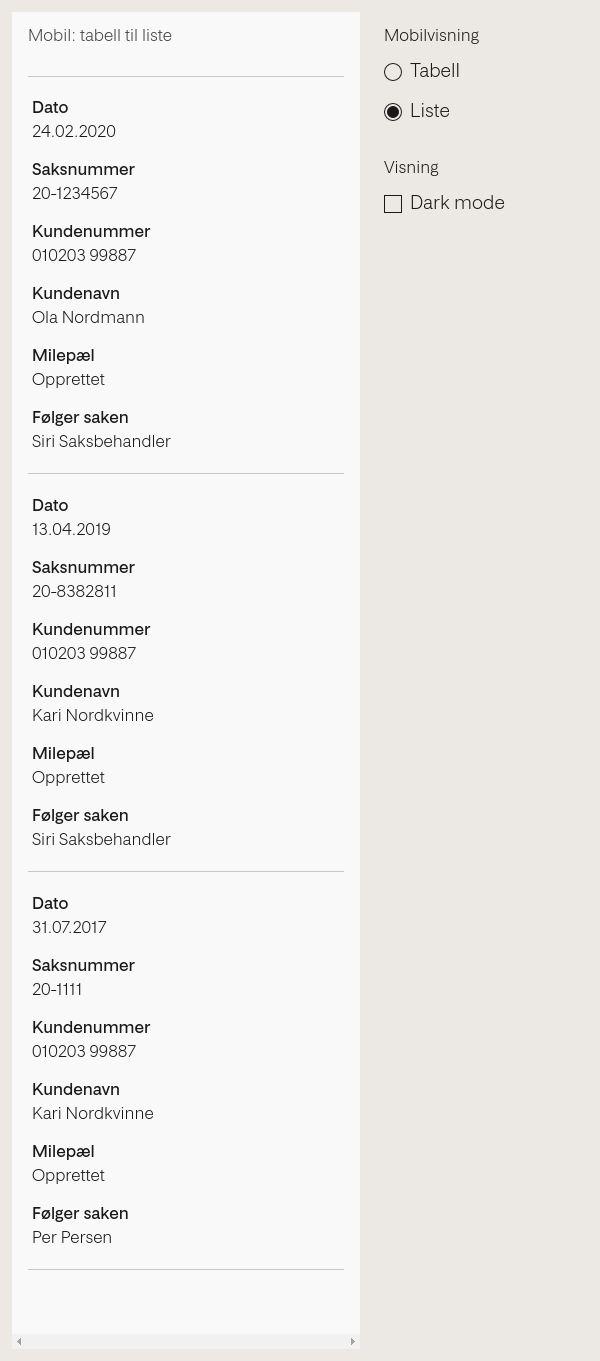 Mobil: tabell til liste
Dato
24.02.2020
Saksnummer
20-1234567
Kundenummer
010203 99887
Kundenavn
Ola Nordmann
Milepæl
Opprettet
Følger saken
Siri Saksbehandler
Dato
13.04.2019
Saksnummer
20-8382811
Kundenummer
010203 99887
Kundenavn
Kari Nordkvinne
Milepæl
Opprettet
Følger saken
Siri Saksbehandler
Dato
31.07.2017
Saksnummer
20-1111
Kundenummer
010203 99887
Kundenavn
Kari Nordkvinne
Milepæl
Opprettet
Følger saken
Per Persen
Mobilvisning
Tabell
Liste
Visning
Dark mode